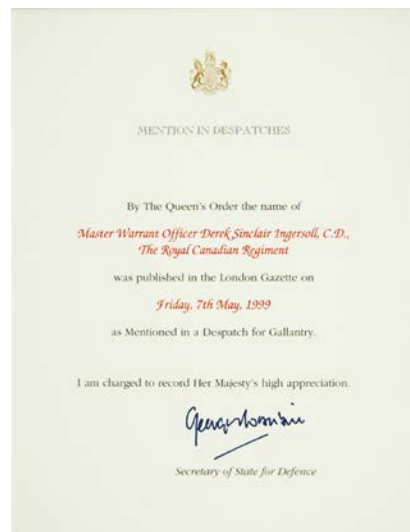 MENTION IN DESPATCHES
By The Queen's Order the name of
Master Warrant Officer Derek Sinclair Ingersoll, C.D.,
The Royal Canadian Regiment
was published in the London Gazette on
Friday, 7th May, 1999
as Mentioned in a Despatch for Gallantry.
I am charged to record Her Majesty's high appreciation.
Secretary of State for Defence